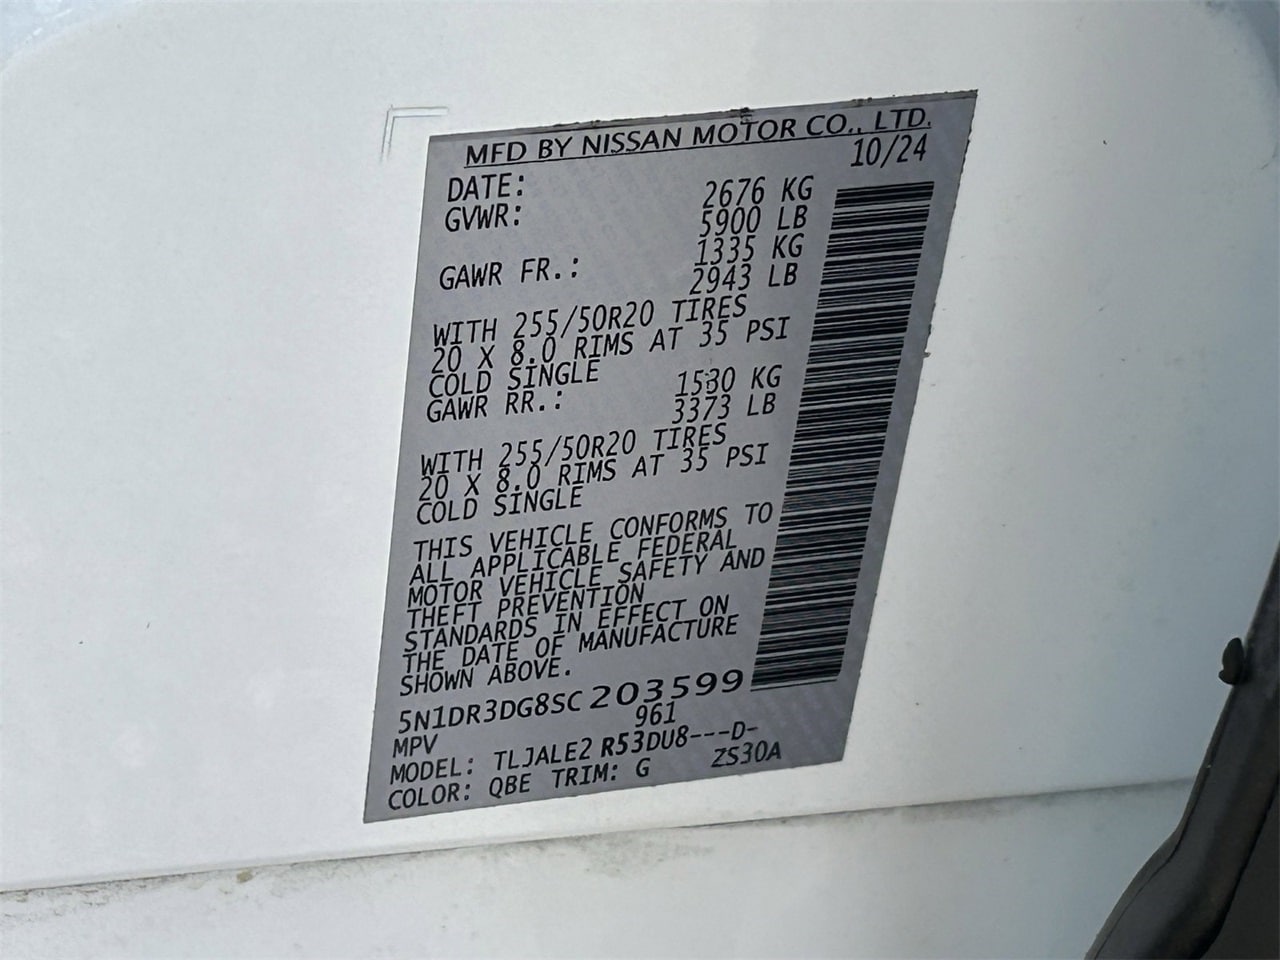 MFD BY NISSAN MOTOR CO., LTD.
DATE: 10/24
GVWR: 2676 KG
5900 LB
GAWR FR.: 1335 KG
2943 LB
WITH 255/50R20 TIRES
20 X 8.0 RIMS AT 35 PSI
COLD SINGLE
GAWR RR.: 1530 KG
3373 LB
WITH 255/50R20 TIRES
20 X 8.0 RIMS AT 35 PSI
COLD SINGLE
THIS VEHICLE CONFORMS TO
ALL APPLICABLE FEDERAL
MOTOR VEHICLE SAFETY AND
THEFT PREVENTION
STANDARDS IN EFFECT ON
THE DATE OF MANUFACTURE
SHOWN ABOVE.
5N1DR3DG8SC203599
MPV 961
MODEL: TLJALE2 R53DU8---D-
COLOR: QBE TRIM: G ZS30A